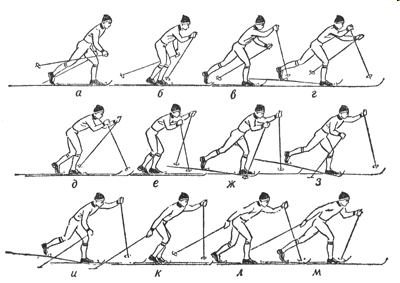 а б в г
д е ж з
и к л м